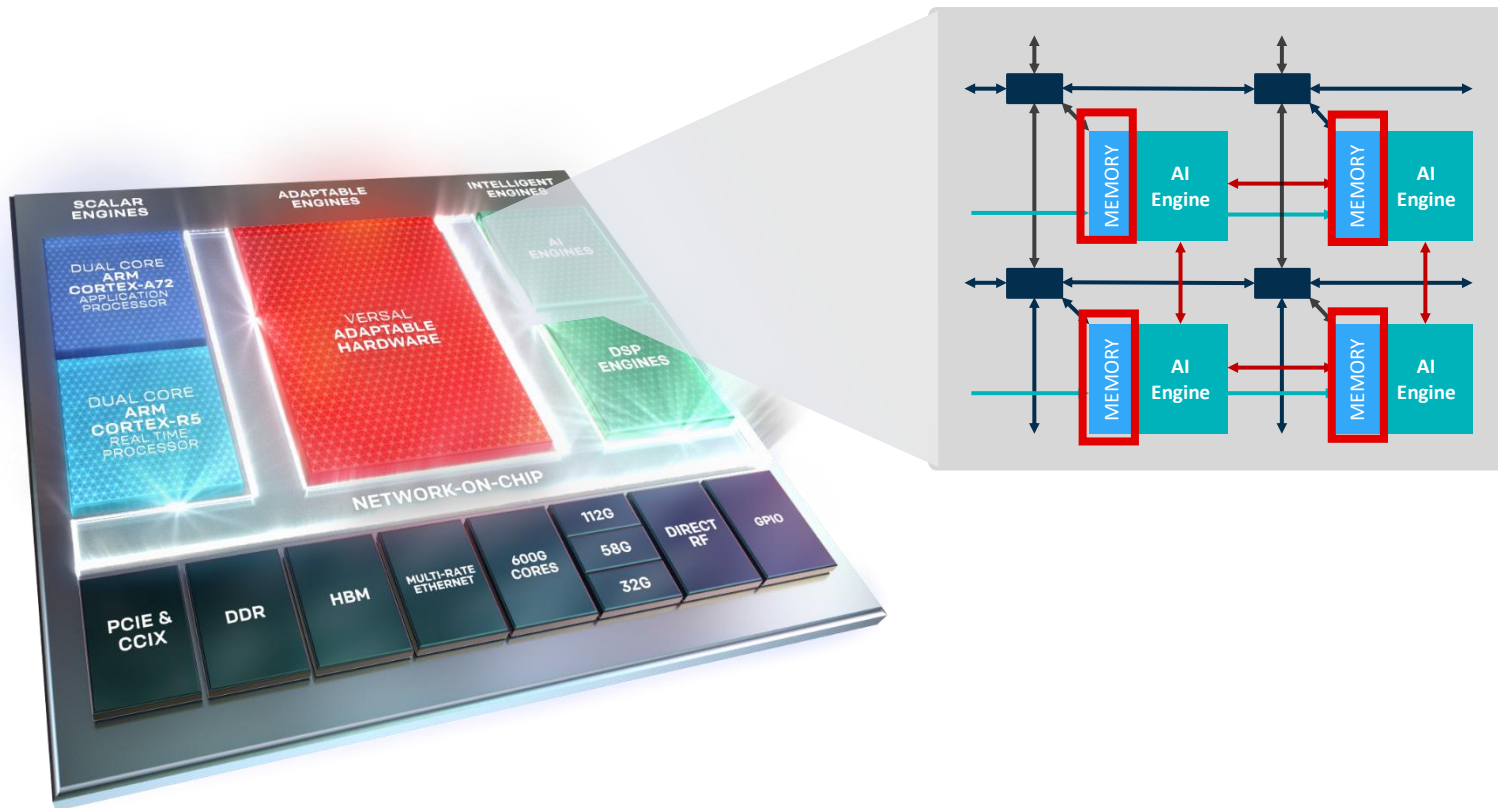 SCALAR
ENGINES
ADAPTABLE
ENGINES
INTELLIGENT
ENGINES
DUAL CORE
ARM
CORTEX-A72
APPLICATION
PROCESSOR
DUAL CORE
ARM
CORTEX-R5
REAL TIME
PROCESSOR
VERSAL
ADAPTABLE
HARDWARE
AI
ENGINES
DSP
ENGINES
NETWORK-ON-CHIP
PCIE &
CCIX
DDR
HBM
MULTI-RATE
ETHERNET
600G
CORES
112G
58G
32G
DIRECT
RF
GPIO
MEMORY
AI
Engine
MEMORY
AI
Engine
MEMORY
AI
Engine
MEMORY
AI
Engine